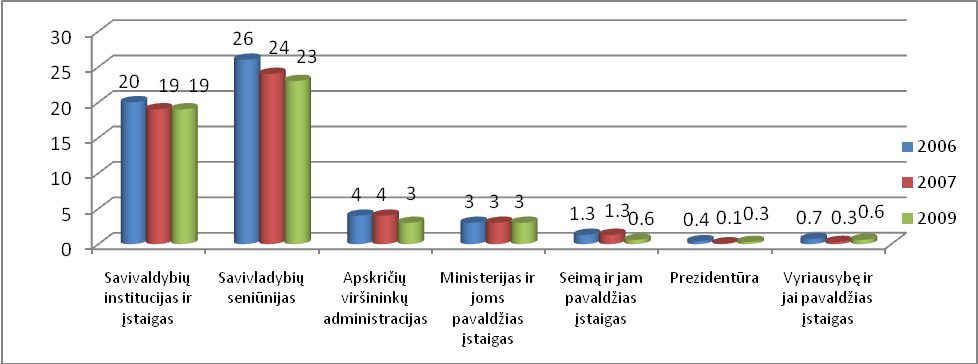 30
25
20
15
10
5
0
20 19 19
26 24 23
4 4 3
3 3 3
1.3 1.3 0.6
0.4 0.1 0.3
0.7 0.3 0.6
Savivaldybių
institucijas ir
įstaigas
Savivladybių
seniūnijas
Apskričių
viršininkų
administracijas
Ministerijas ir
joms
pavaldžias
įstaigas
Seimą ir jam
pavaldžias
įstaigas
Prezidentūra
Vyriausybę ir
jai pavaldžias
įstaigas
2006
2007
2009